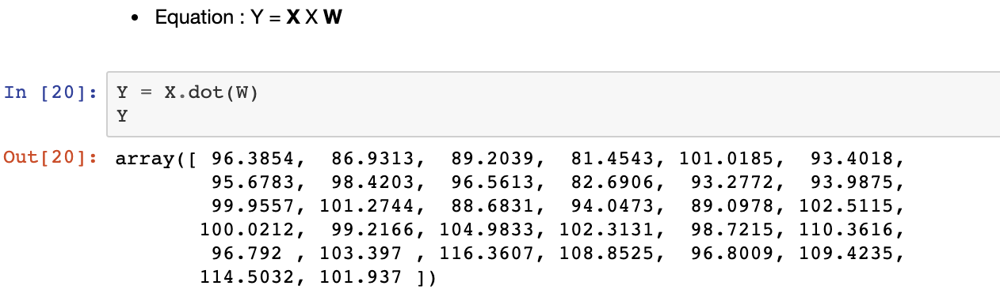 • Equation : Y = X X W
In [20]: Y = X.dot(W)
Y
Out[20]: array([ 96.3854, 86.9313, 89.2039, 81.4543, 101.0185, 93.4018,
95.6783, 98.4203, 96.5613, 82.6906, 93.2772, 93.9875,
99.9557, 101.2744, 88.6831, 94.0473, 89.0978, 102.5115,
100.0212, 99.2166, 104.9833, 102.3131, 98.7215, 110.3616,
96.792 , 103.397 , 116.3607, 108.8525, 96.8009, 109.4235,
114.5032, 101.937 ])